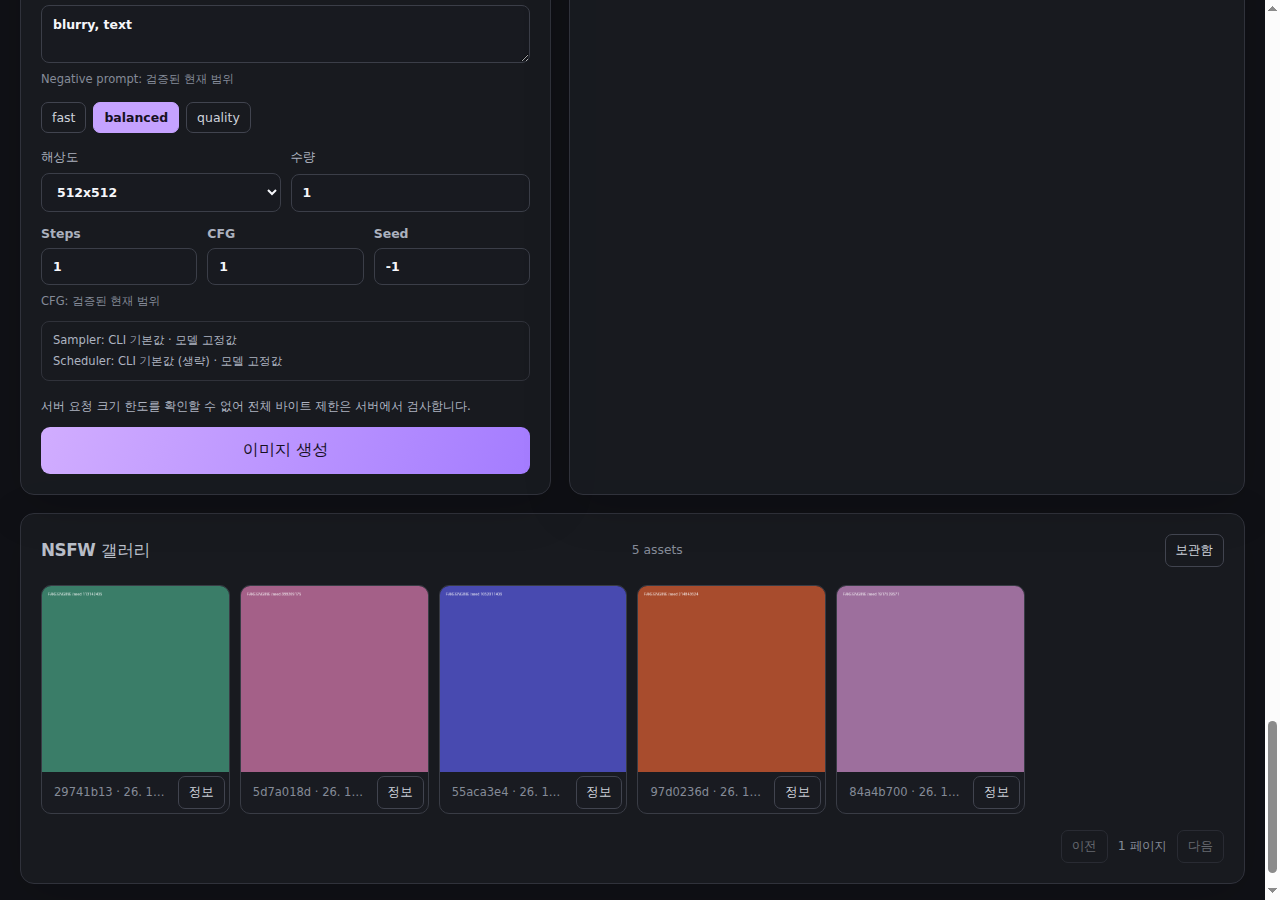 blurry, text
Negative prompt: 검증된 현재 범위
fast balanced quality
해상도 수량
512x512 1
Steps CFG Seed
1 1 -1
CFG: 검증된 현재 범위
Sampler: CLI 기본값 · 모델 고정값
Scheduler: CLI 기본값 (생략) · 모델 고정값
서버 요청 크기 한도를 확인할 수 없어 전체 바이트 제한은 서버에서 검사합니다.
이미지 생성
NSFW 갤러리 5 assets 보관함
29741b13 · 26. 1… 정보 5d7a018d · 26. 1… 정보 55aca3e4 · 26. 1… 정보 97d0236d · 26. 1… 정보 84a4b700 · 26. 1… 정보
이전 1 페이지 다음